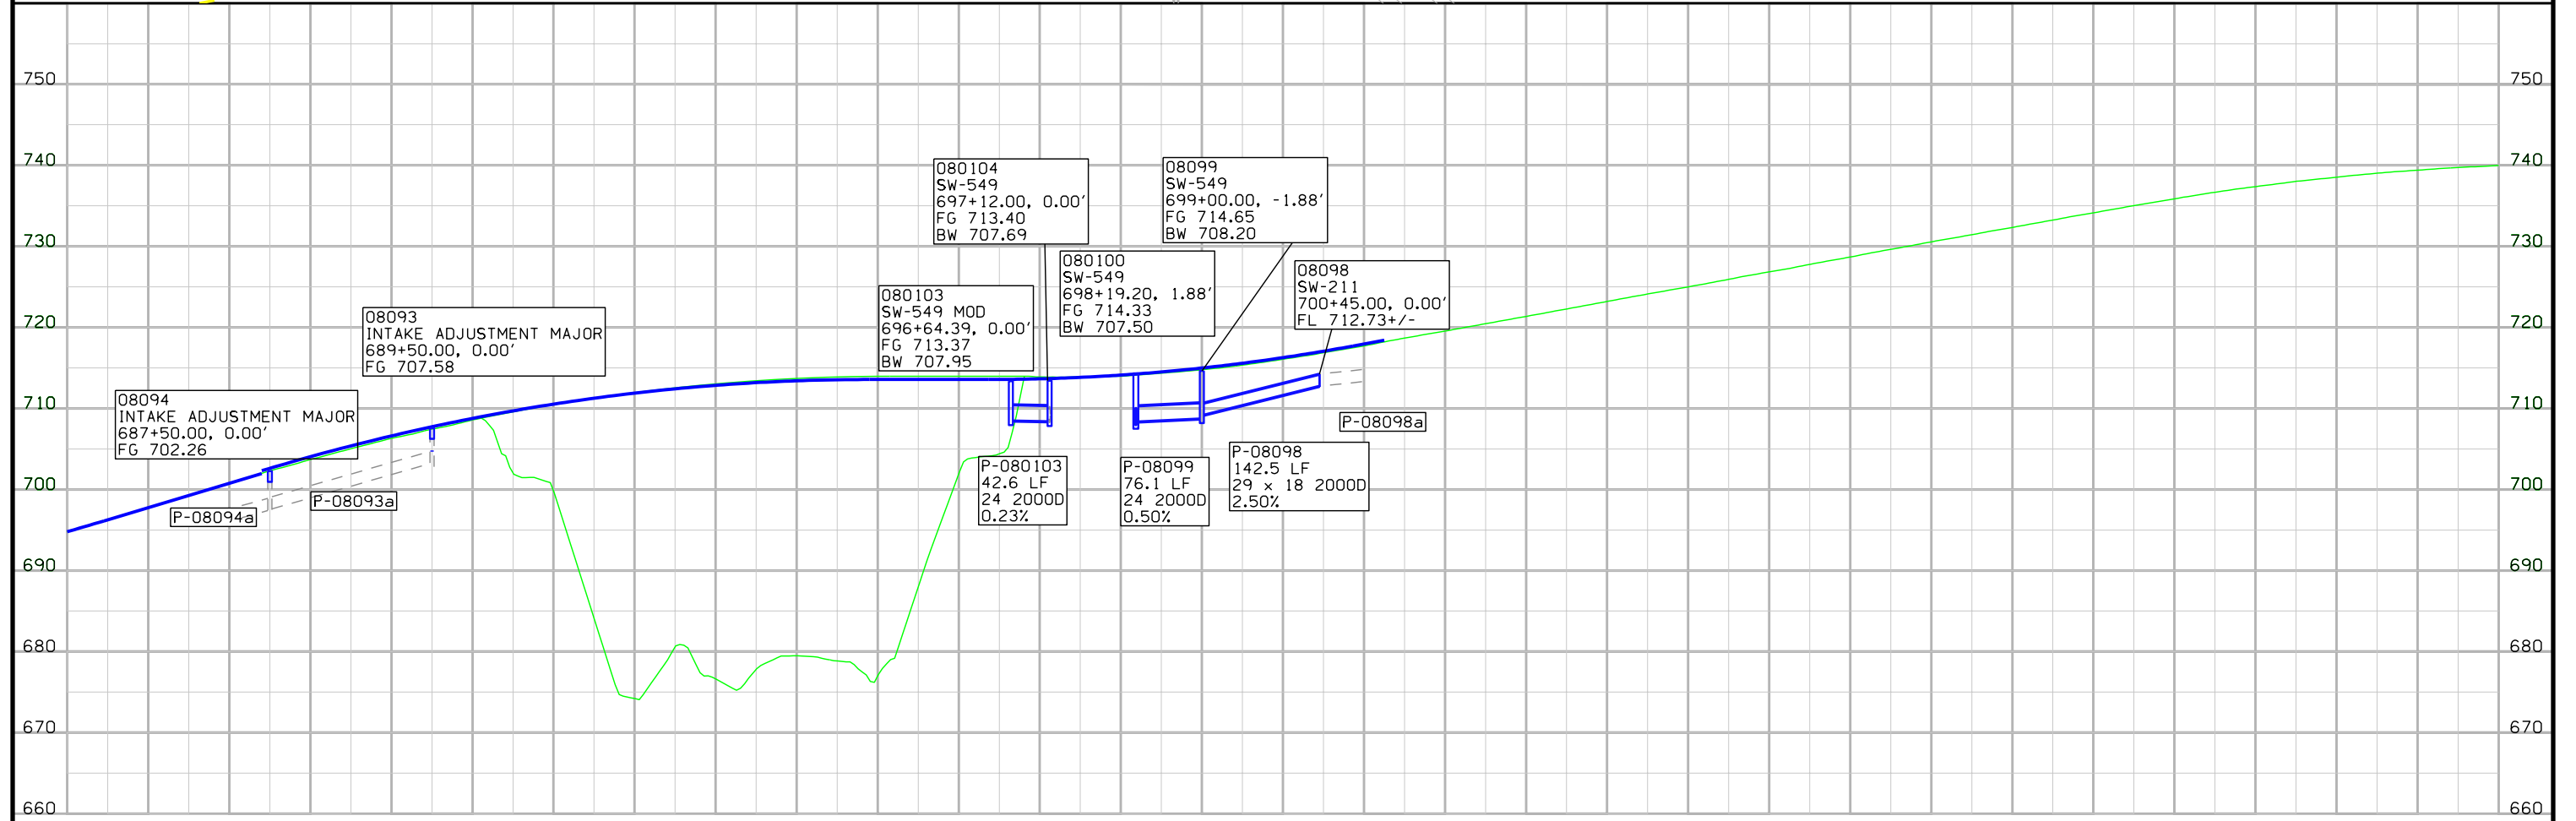 750
750
740
740
730
730
720
720
710
700
700
690
690
680
680
670
670
660
660
710
08094
INTAKE ADJUSTMENT MAJOR
687+50.00, 0.00'
FG 702.26
08093
INTAKE ADJUSTMENT MAJOR
689+50.00, 0.00'
FG 707.58
080103
SW-549 MOD
696+64.39, 0.00'
FG 713.37
BW 707.95
080104
SW-549
697+12.00, 0.00'
FG 713.40
BW 707.69
080100
SW-549
698+19.20, 1.88'
FG 714.33
BW 707.50
08099
SW-549
699+00.00, -1.88'
FG 714.65
BW 708.20
08098
SW-211
700+45.00, 0.00'
FL 712.73+/-
P-08094a
P-08093a
P-080103
42.6 LF
24 2000D
0.23%
P-08099
76.1 LF
24 2000D
0.50%
P-08098
142.5 LF
29 x 18 2000D
2.50%
P-08098a